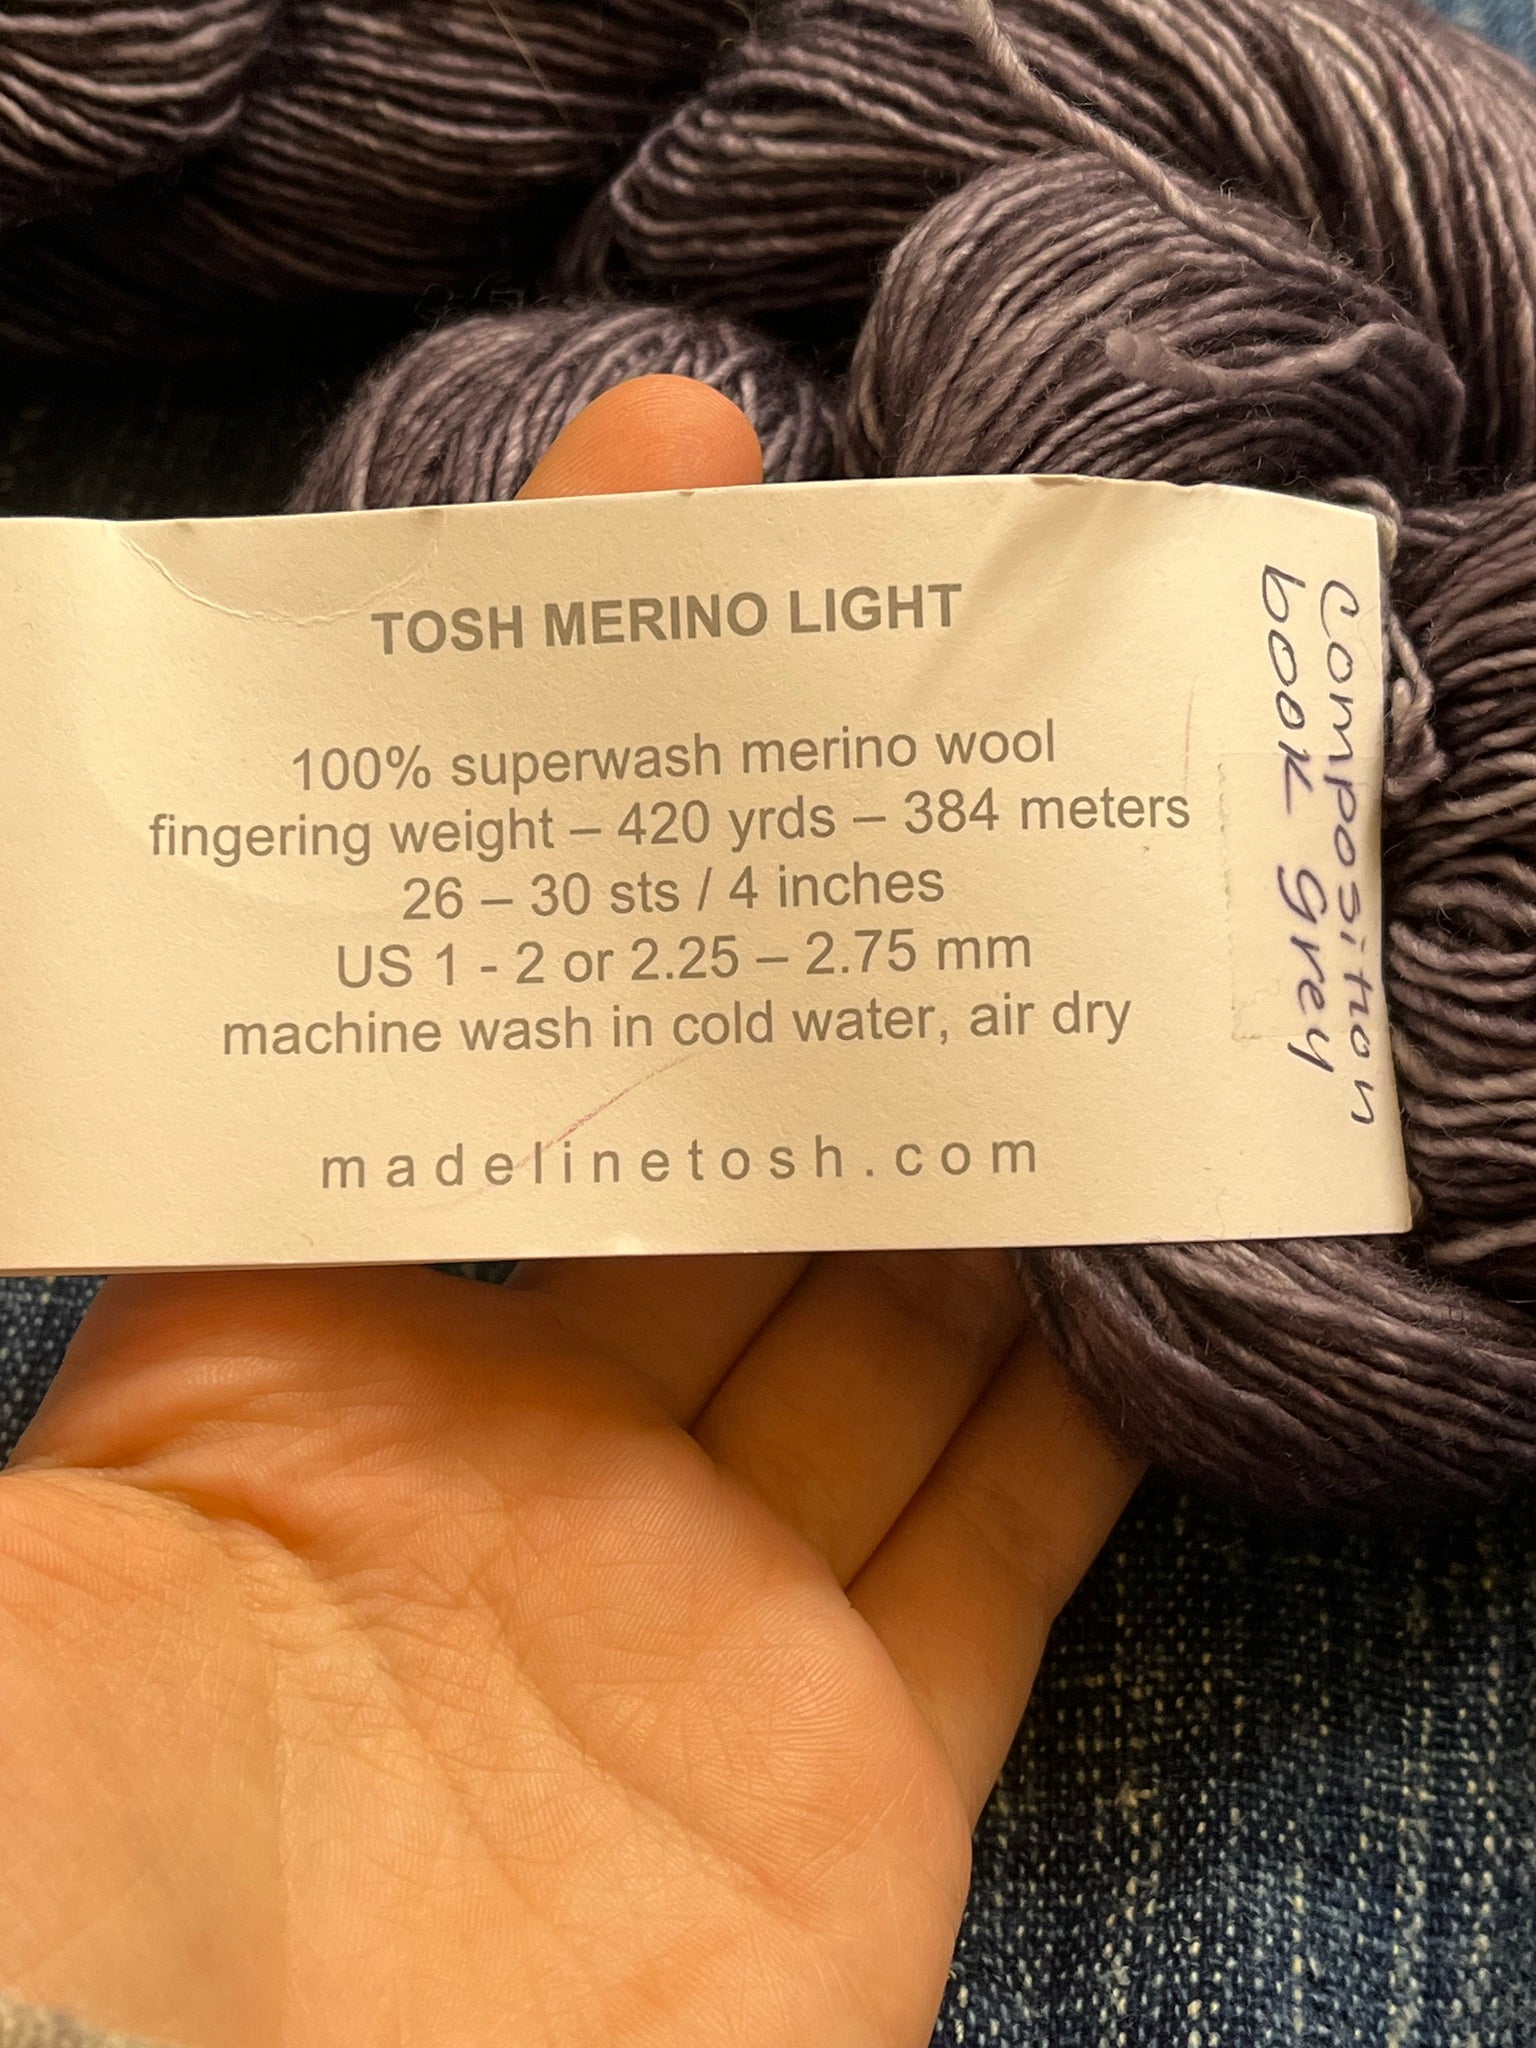 TOSH MERINO LIGHT
100% superwash merino wool
fingering weight – 420 yrds – 384 meters
26 – 30 sts / 4 inches
US 1 - 2 or 2.25 – 2.75 mm
machine wash in cold water, air dry
madelinetosh.com
composition
book grey